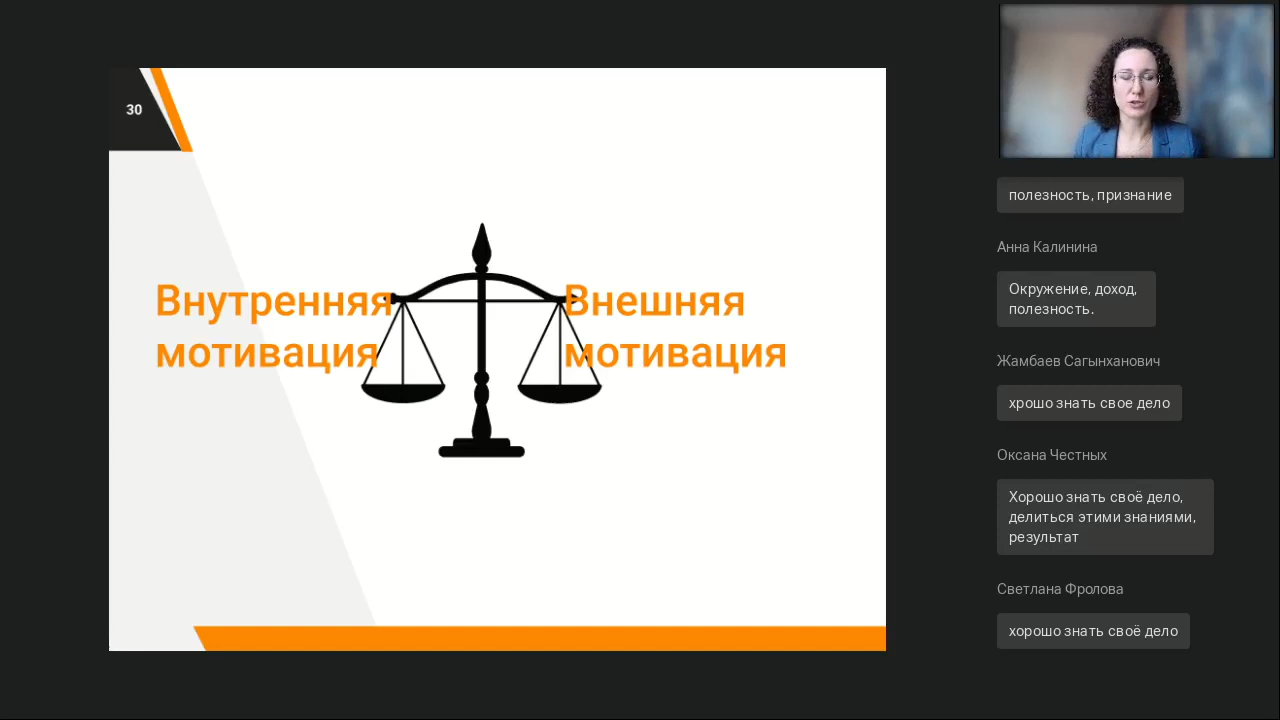 30
Внутренняя
мотивация
Внешняя
мотивация
полезность, признание
Анна Калинина
Окружение, доход,
полезность.
Жамбаев Сагынханович
хрошо знать свое дело
Оксана Честных
Хорошо знать своё дело,
делиться этими знаниями,
результат
Светлана Фролова
хорошо знать своё дело